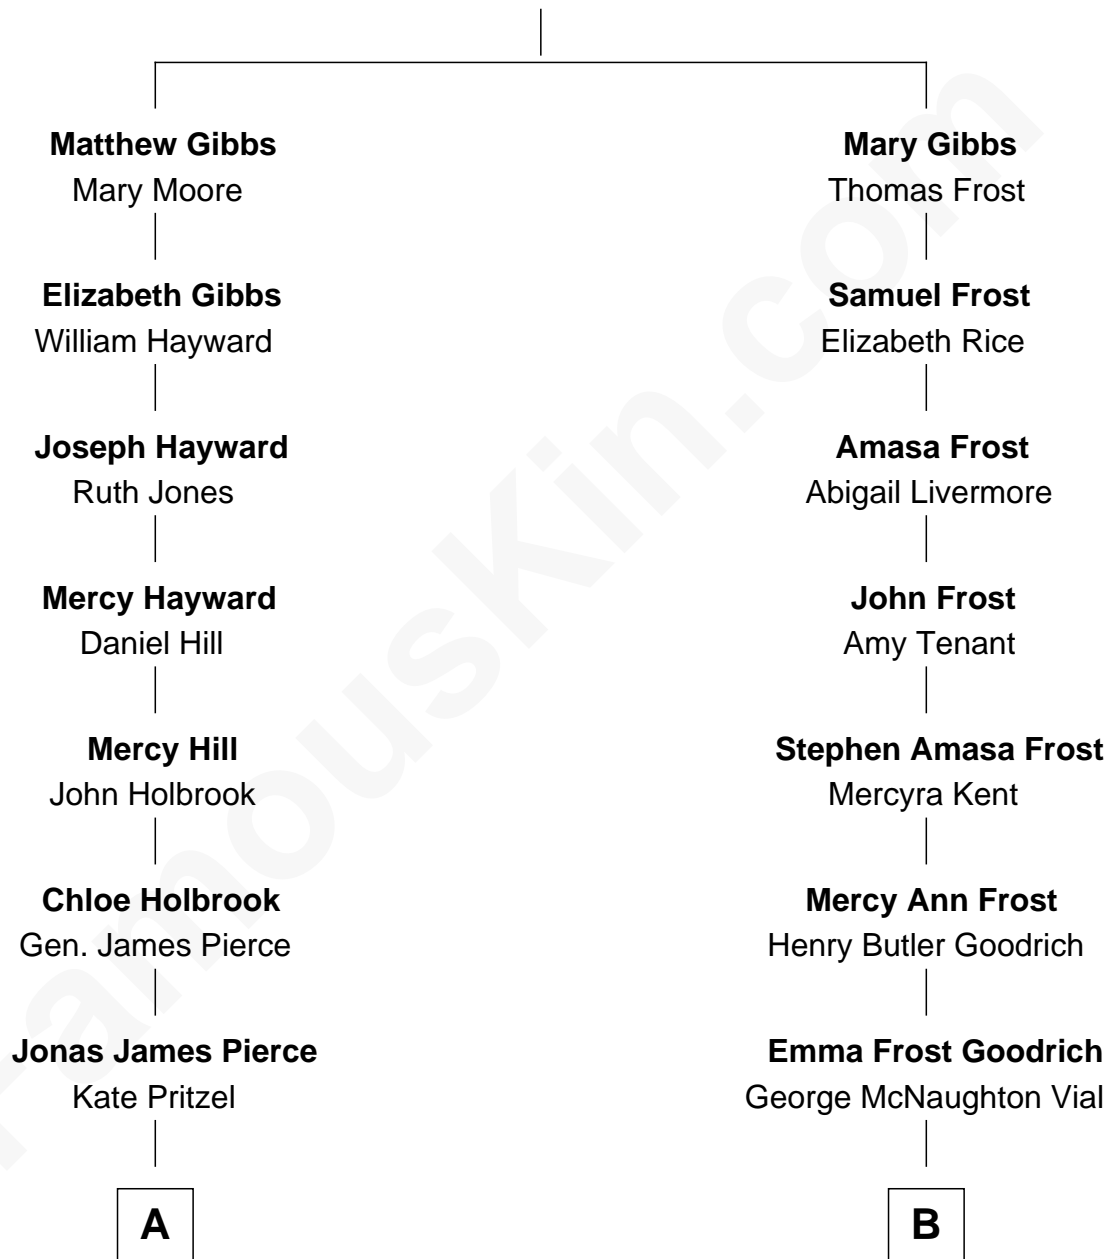 Matthew Gibbs
Mary Moore
Elizabeth Gibbs
William Hayward
Joseph Hayward
Ruth Jones
Mercy Hayward
Daniel Hill
Mercy Hill
John Holbrook
Chloe Holbrook
Gen. James Pierce
Jonas James Pierce
Kate Pritzel
A
Mary Gibbs
Thomas Frost
Samuel Frost
Elizabeth Rice
Amasa Frost
Abigail Livermore
John Frost
Amy Tenant
Stephen Amasa Frost
Mercyra Kent
Mercy Ann Frost
Henry Butler Goodrich
Emma Frost Goodrich
George McNaughton Vial
B
FamousKin.com